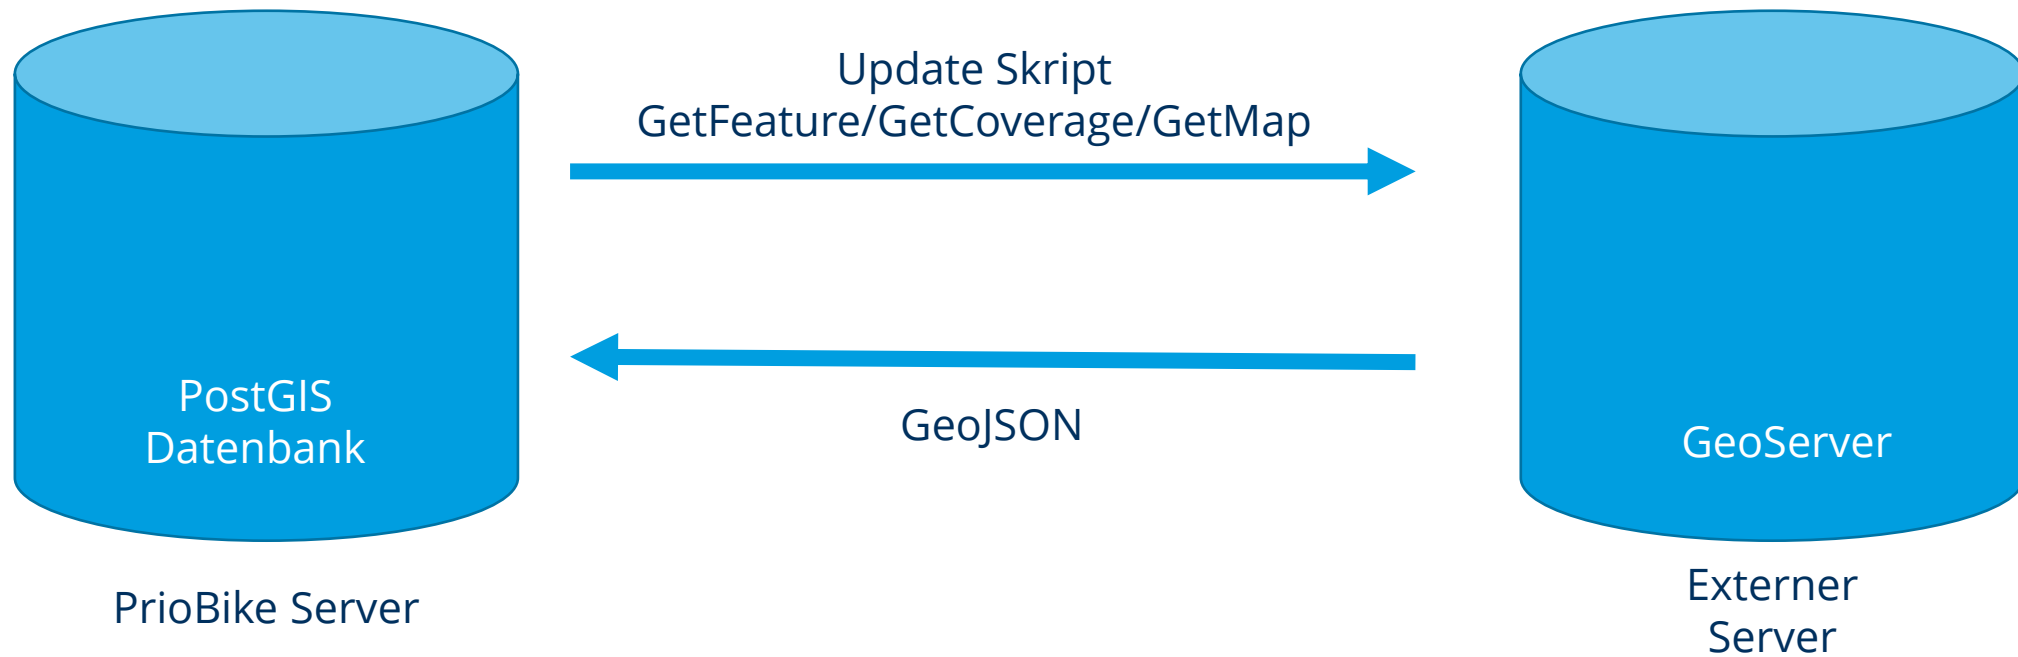 Update Skript
GetFeature/GetCoverage/GetMap
PostGIS
Datenbank
GeoJSON
GeoServer
PrioBike Server
Externer
Server